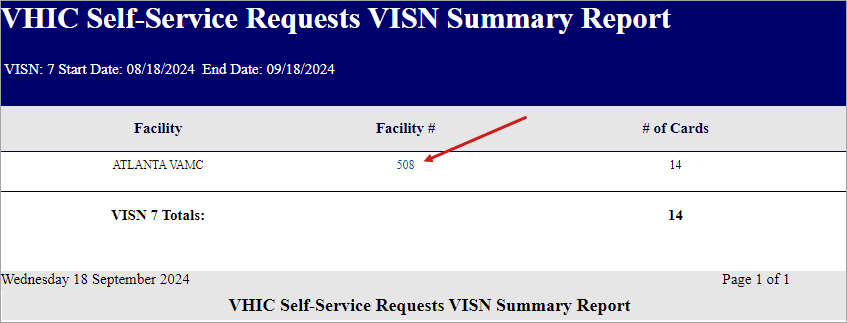 VHIC Self-Service Requests VISN Summary Report
VISN: 7 Start Date: 08/18/2024 End Date: 09/18/2024
Facility Facility # # of Cards
ATLANTA VAMC 508 14
VISN 7 Totals: 14
Wednesday 18 September 2024 Page 1 of 1
VHIC Self-Service Requests VISN Summary Report